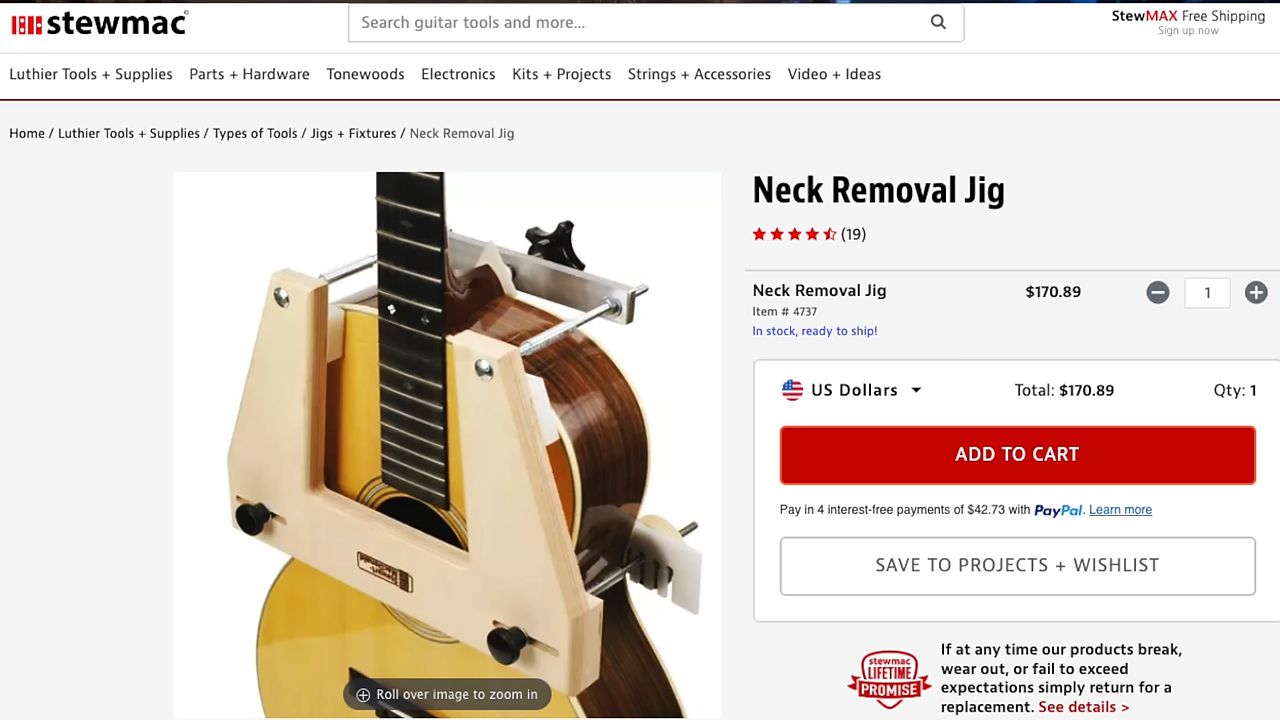 stewmac
Search guitar tools and more...
StewMAX Free Shipping
Sign up now
Luthier Tools + Supplies Parts + Hardware Tonewoods Electronics Kits + Projects Strings + Accessories Video + Ideas
Home / Luthier Tools + Supplies / Types of Tools / Jigs + Fixtures / Neck Removal Jig
Neck Removal Jig
(19)
Neck Removal Jig $170.89 1
Item # 4737
In stock, ready to ship!
US Dollars Total: $170.89 Qty: 1
ADD TO CART
Pay in 4 interest-free payments of $42.73 with PayPal. Learn more
SAVE TO PROJECTS + WISHLIST
Roll over image to zoom in
stewmac
LIFETIME
PROMISE
If at any time our products break,
wear out, or fail to exceed
expectations simply return for a
replacement. See details >